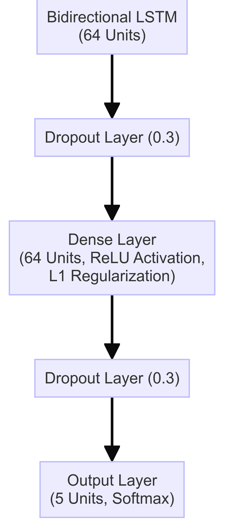 Bidirectional LSTM
(64 Units)
Dropout Layer (0.3)
Dense Layer
(64 Units, ReLU Activation,
L1 Regularization)
Dropout Layer (0.3)
Output Layer
(5 Units, Softmax)